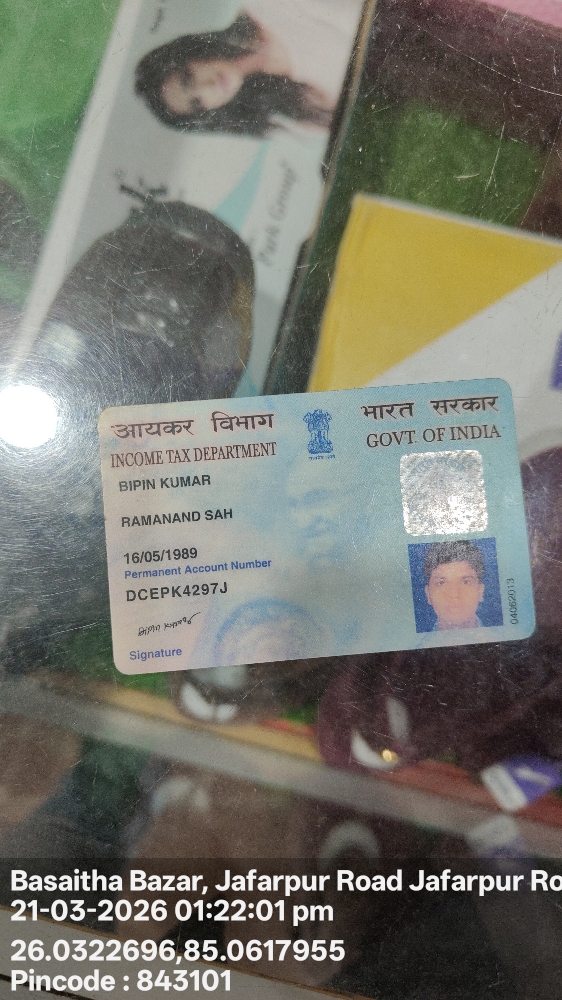 Park Group
आयकर विभाग
भारत सरकार
INCOME TAX DEPARTMENT
GOVT. OF INDIA
BIPIN KUMAR
RAMANAND SAH
16/05/1989
Permanent Account Number
DCEPK4297J
Signature
04062013
Basaitha Bazar, Jafarpur Road Jafarpur Ro
21-03-2026 01:22:01 pm
26.0322696,85.0617955
Pincode : 843101